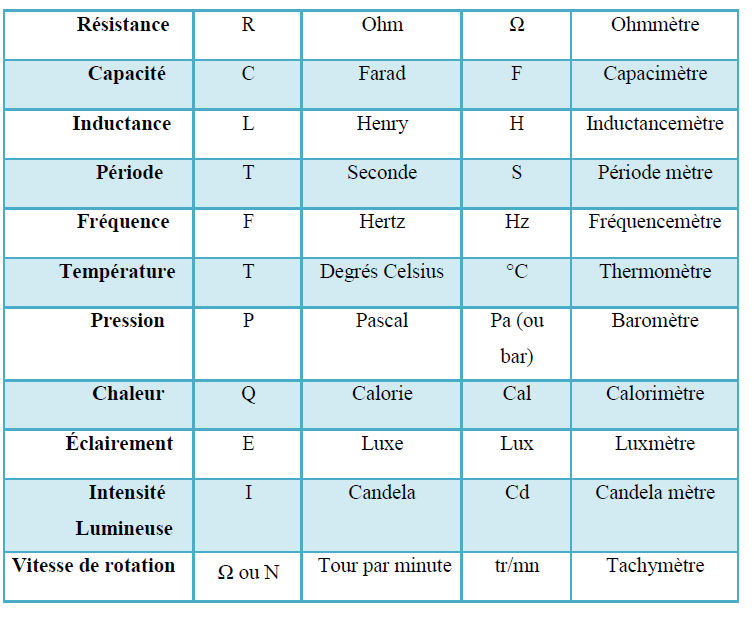 Résistance R Ohm Ω Ohmmètre
Capacité C Farad F Capacimètre
Inductance L Henry H Inductancemètre
Période T Seconde S Période mètre
Fréquence F Hertz Hz Fréquencemètre
Température T Degrés Celsius °C Thermomètre
Pression P Pascal Pa (ou Baromètre
bar)
Chaleur Q Calorie Cal Calorimètre
Éclairement E Luxe Lux Luxmètre
Intensité I Candela Cd Candela mètre
Lumineuse
Vitesse de rotation Ω ou N Tour par minute tr/mn Tachymètre